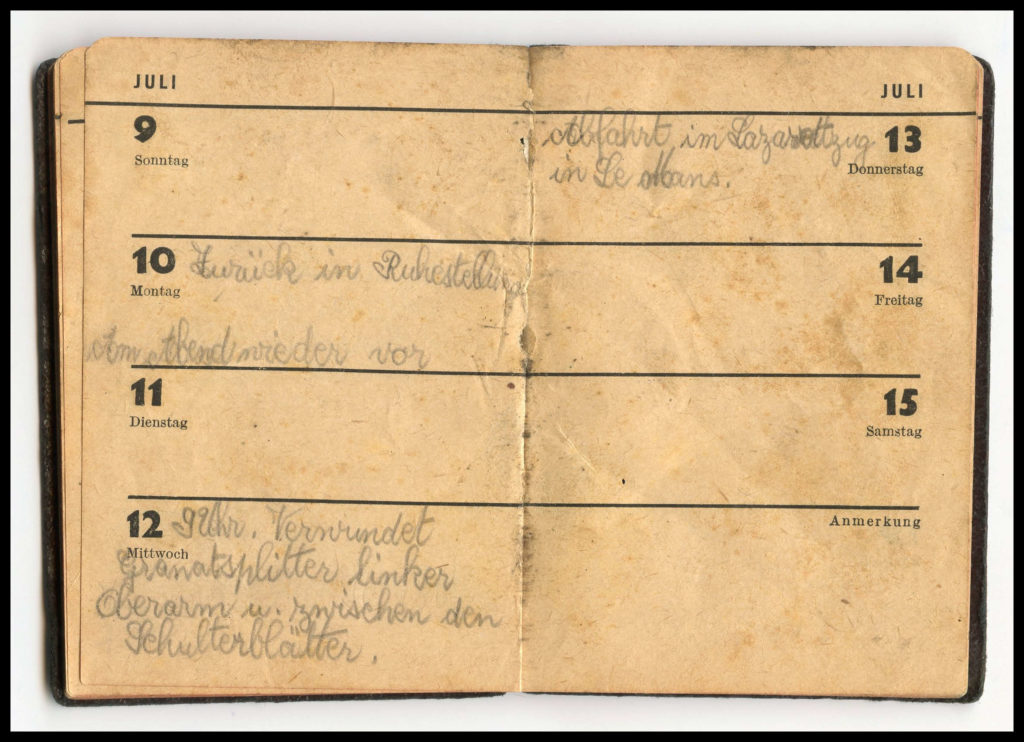 JULI
9
Sonntag
10 Zurück in Ruhestellung
Montag
Am Abend wieder vor
11
Dienstag
12 9 Uhr. Verwundet
Mittwoch
Granatsplitter linker
Oberarm u. zwischen den
Schulterblätter.
JULI
Abfahrt im Lazarettzug 13
in Le Mans. Donnerstag
14
Freitag
15
Samstag
Anmerkung